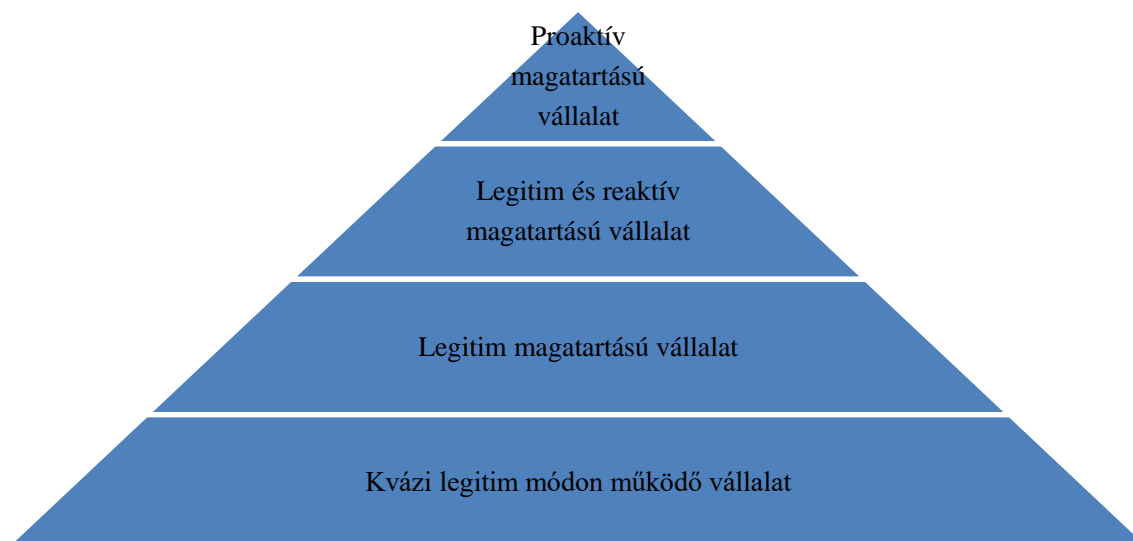 Proaktív
magatartású
vállalat
Legitim és reaktív
magatartású vállalat
Legitim magatartású vállalat
Kvázi legitim módon működő vállalat